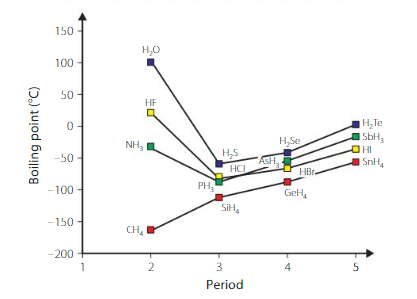 Boiling point (°C)
150
100
50
0
−50
−100
−150
−200
H₂O
HF
NH₃
CH₄
H₂S
HCl
PH₃
SiH₄
H₂Se
AsH₃
HBr
GeH₄
H₂Te
SbH₃
HI
SnH₄
1 2 3 4 5
Period